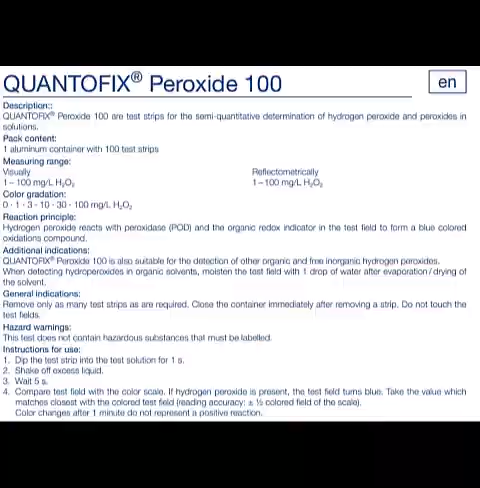 QUANTOFIX® Peroxide 100
en
Description::
QUANTOFIX® Peroxide 100 are test strips for the semi-quantitative determination of hydrogen peroxide and peroxides in
solutions.
Pack content:
1 aluminum container with 100 test strips
Measuring range:
Visually Reflectometrically
1 – 100 mg/L H₂O₂ 1 – 100 mg/L H₂O₂
Color gradation:
0 · 1 · 3 · 10 · 30 · 100 mg/L H₂O₂
Reaction principle:
Hydrogen peroxide reacts with peroxidase (POD) and the organic redox indicator in the test field to form a blue colored
oxidations compound.
Additional indications:
QUANTOFIX® Peroxide 100 is also suitable for the detection of other organic and free inorganic hydrogen peroxides.
When detecting hydroperoxides in organic solvents, moisten the test field with 1 drop of water after evaporation / drying of
the solvent.
General indications:
Remove only as many test strips as are required. Close the container immediately after removing a strip. Do not touch the
test fields.
Hazard warnings:
This test does not contain hazardous substances that must be labelled.
Instructions for use:
1. Dip the test strip into the test solution for 1 s.
2. Shake off excess liquid.
3. Wait 5 s.
4. Compare test field with the color scale. If hydrogen peroxide is present, the test field turns blue. Take the value which
matches closest with the colored test field (reading accuracy: ± ½ colored field of the scale).
Color changes after 1 minute do not represent a positive reaction.